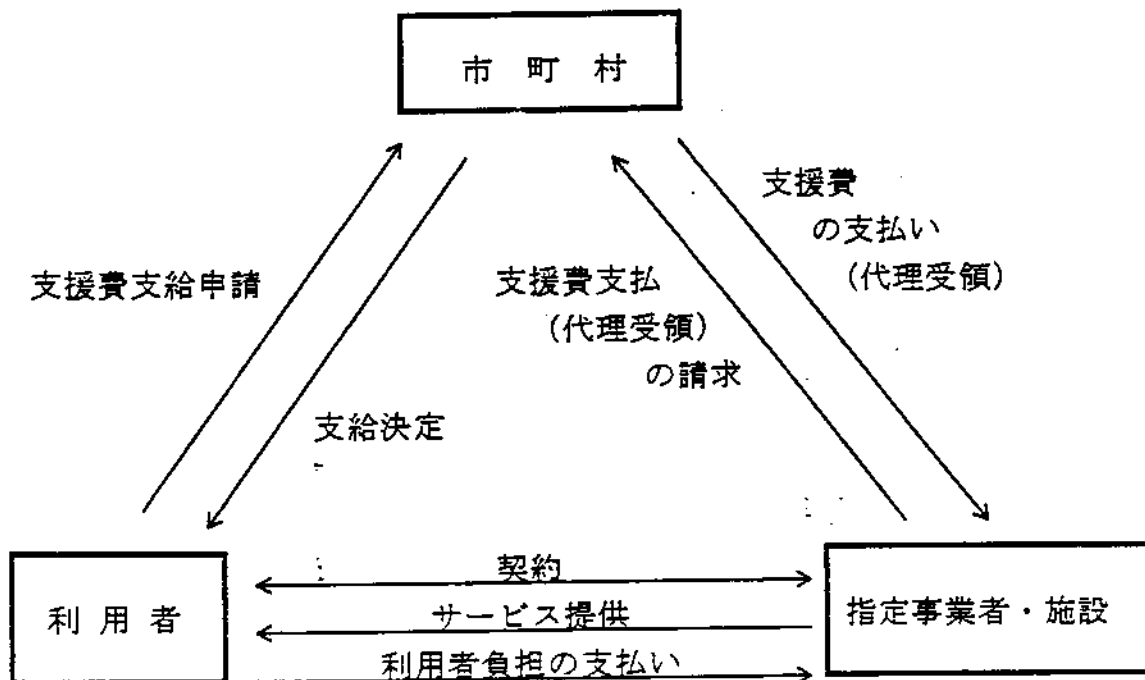 市町村
支援費
の支払い
(代理受領)
支援費支給申請
支援費支払
(代理受領)
の請求
支給決定
利用者
契約
サービス提供
利用者負担の支払い
指定事業者・施設